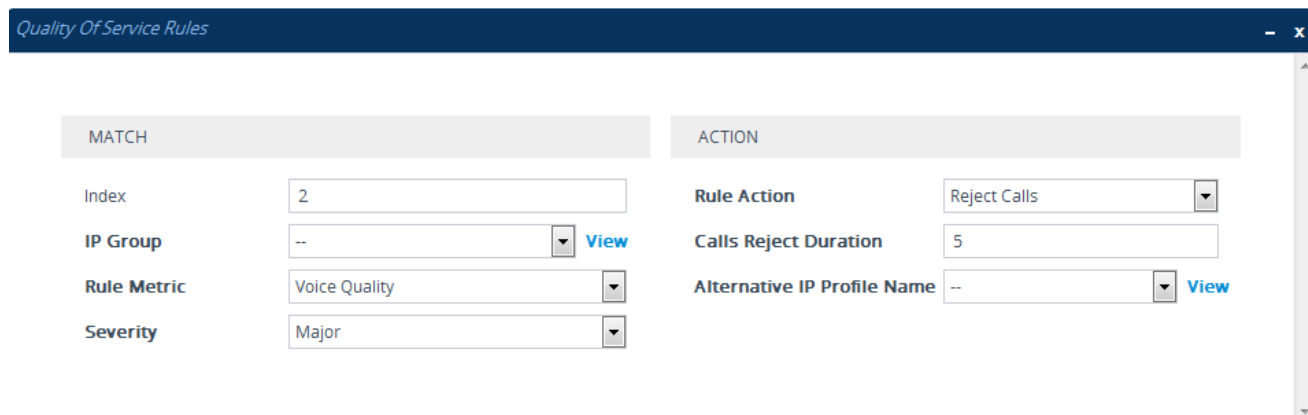 Quality Of Service Rules – x
MATCH
Index 2
IP Group -- View
Rule Metric Voice Quality
Severity Major
ACTION
Rule Action Reject Calls
Calls Reject Duration 5
Alternative IP Profile Name -- View